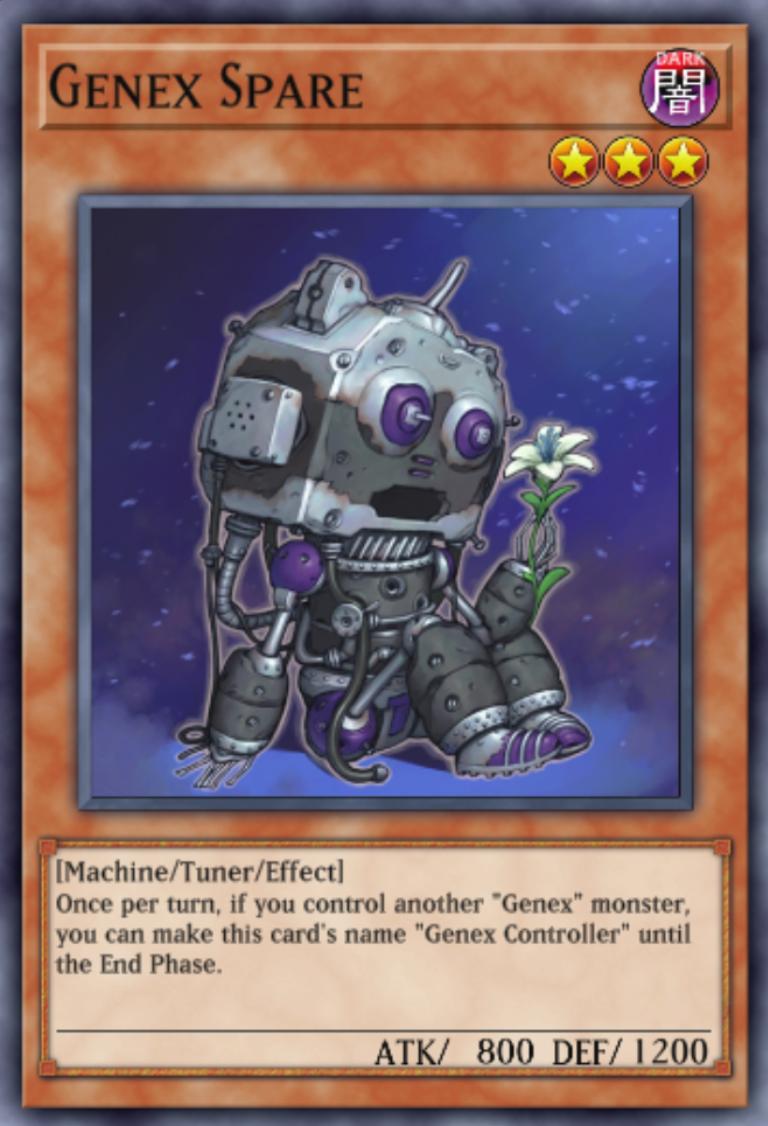 Genex Spare
DARK
闇
[Machine/Tuner/Effect]
Once per turn, if you control another "Genex" monster,
you can make this card's name "Genex Controller" until
the End Phase.
ATK/ 800 DEF/ 1200